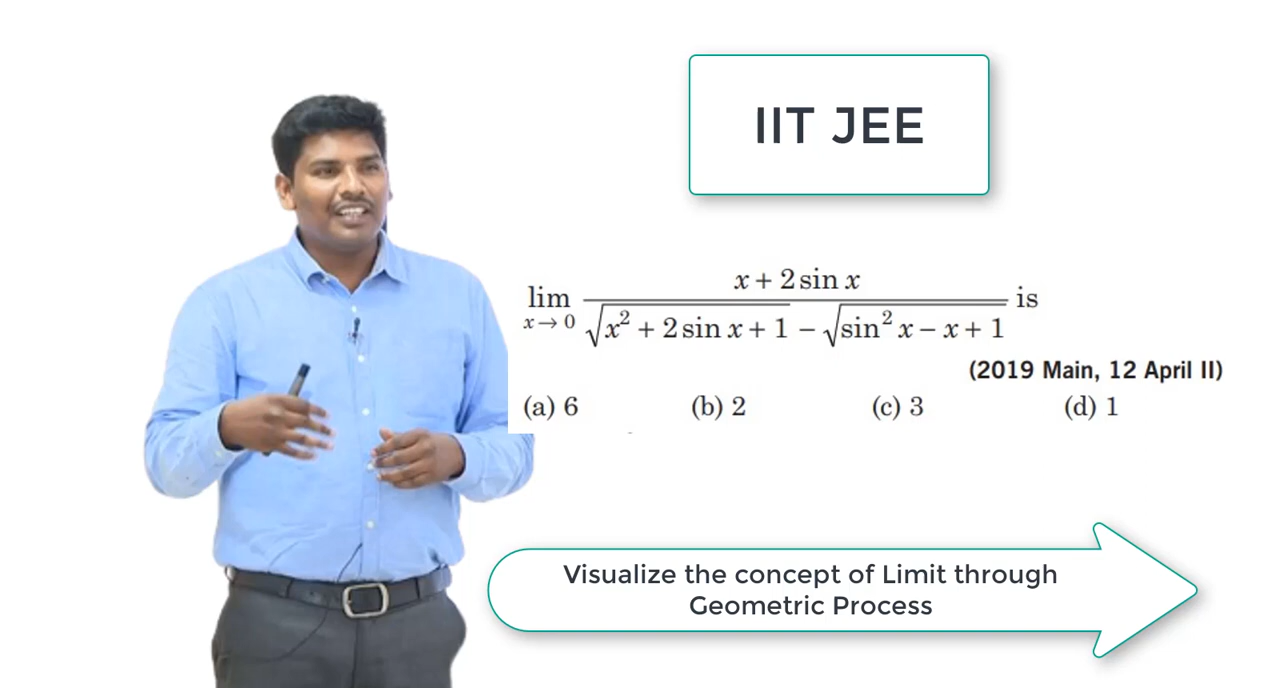 IIT JEE
lim x→0 (x + 2 sin x) / (√(x² + 2 sin x + 1) − √(sin² x − x + 1)) is
(2019 Main, 12 April II)
(a) 6 (b) 2 (c) 3 (d) 1
Visualize the concept of Limit through
Geometric Process